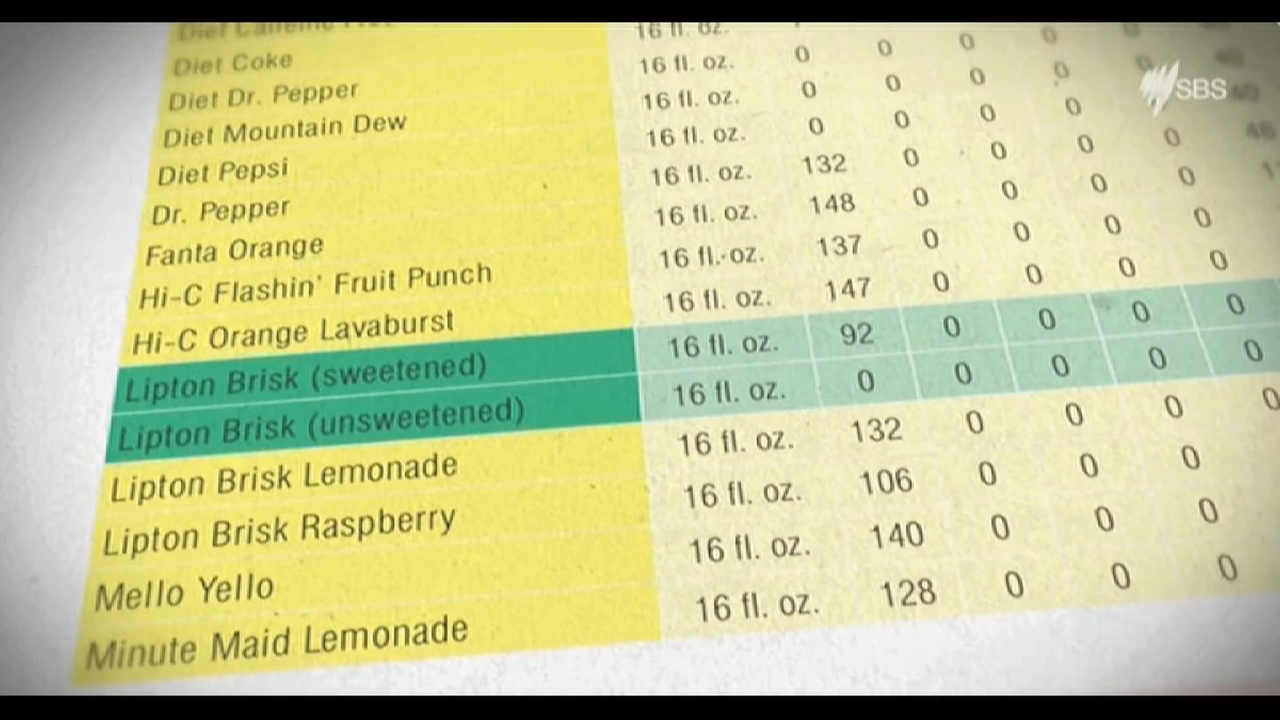 Diet Coke 16 fl. oz.
Diet Dr. Pepper 16 fl. oz. 0 0 0 0
Diet Mountain Dew 16 fl. oz. 0 0 0 0
Diet Pepsi 16 fl. oz. 0 0 0 0
Dr. Pepper 16 fl. oz. 132 0 0 0 0
Fanta Orange 16 fl. oz. 148 0 0 0 0
Hi-C Flashin' Fruit Punch 16 fl. oz. 137 0 0 0 0
Hi-C Orange Lavaburst 16 fl. oz. 147 0 0 0 0
Lipton Brisk (sweetened) 16 fl. oz. 92 0 0 0 0
Lipton Brisk (unsweetened) 16 fl. oz. 0 0 0 0 0
Lipton Brisk Lemonade 16 fl. oz. 132 0 0 0 0
Lipton Brisk Raspberry 16 fl. oz. 106 0 0 0
Mello Yello 16 fl. oz. 140 0 0 0
Minute Maid Lemonade 16 fl. oz. 128 0 0 0
SBS